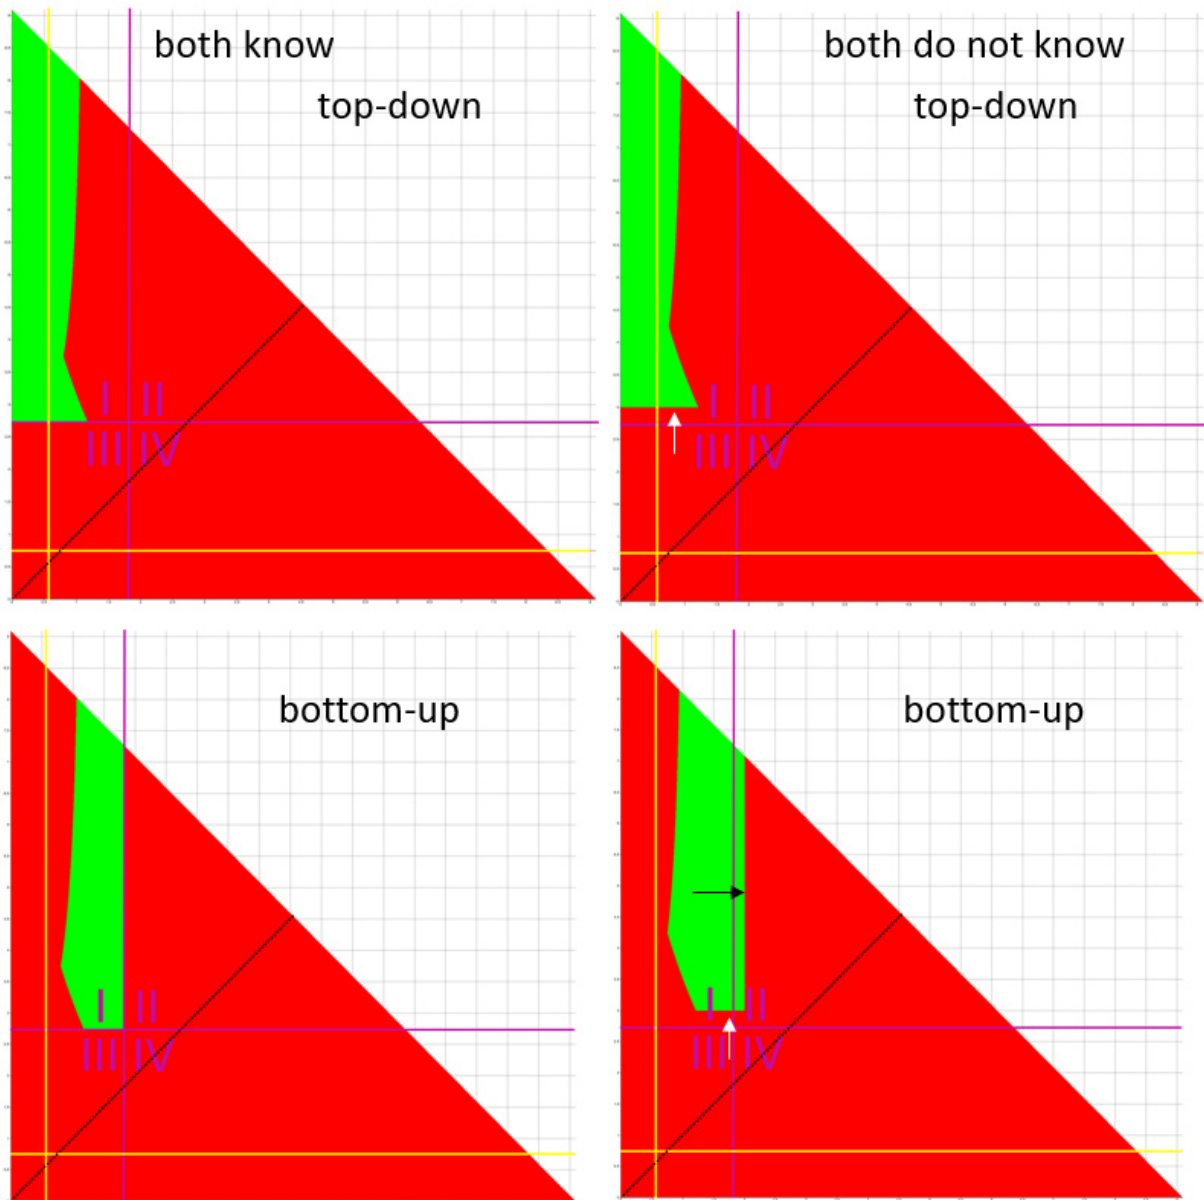 both know
top-down
I II
III IV
both do not know
top-down
I II
III IV
bottom-up
I II
III IV
bottom-up
I II
III IV